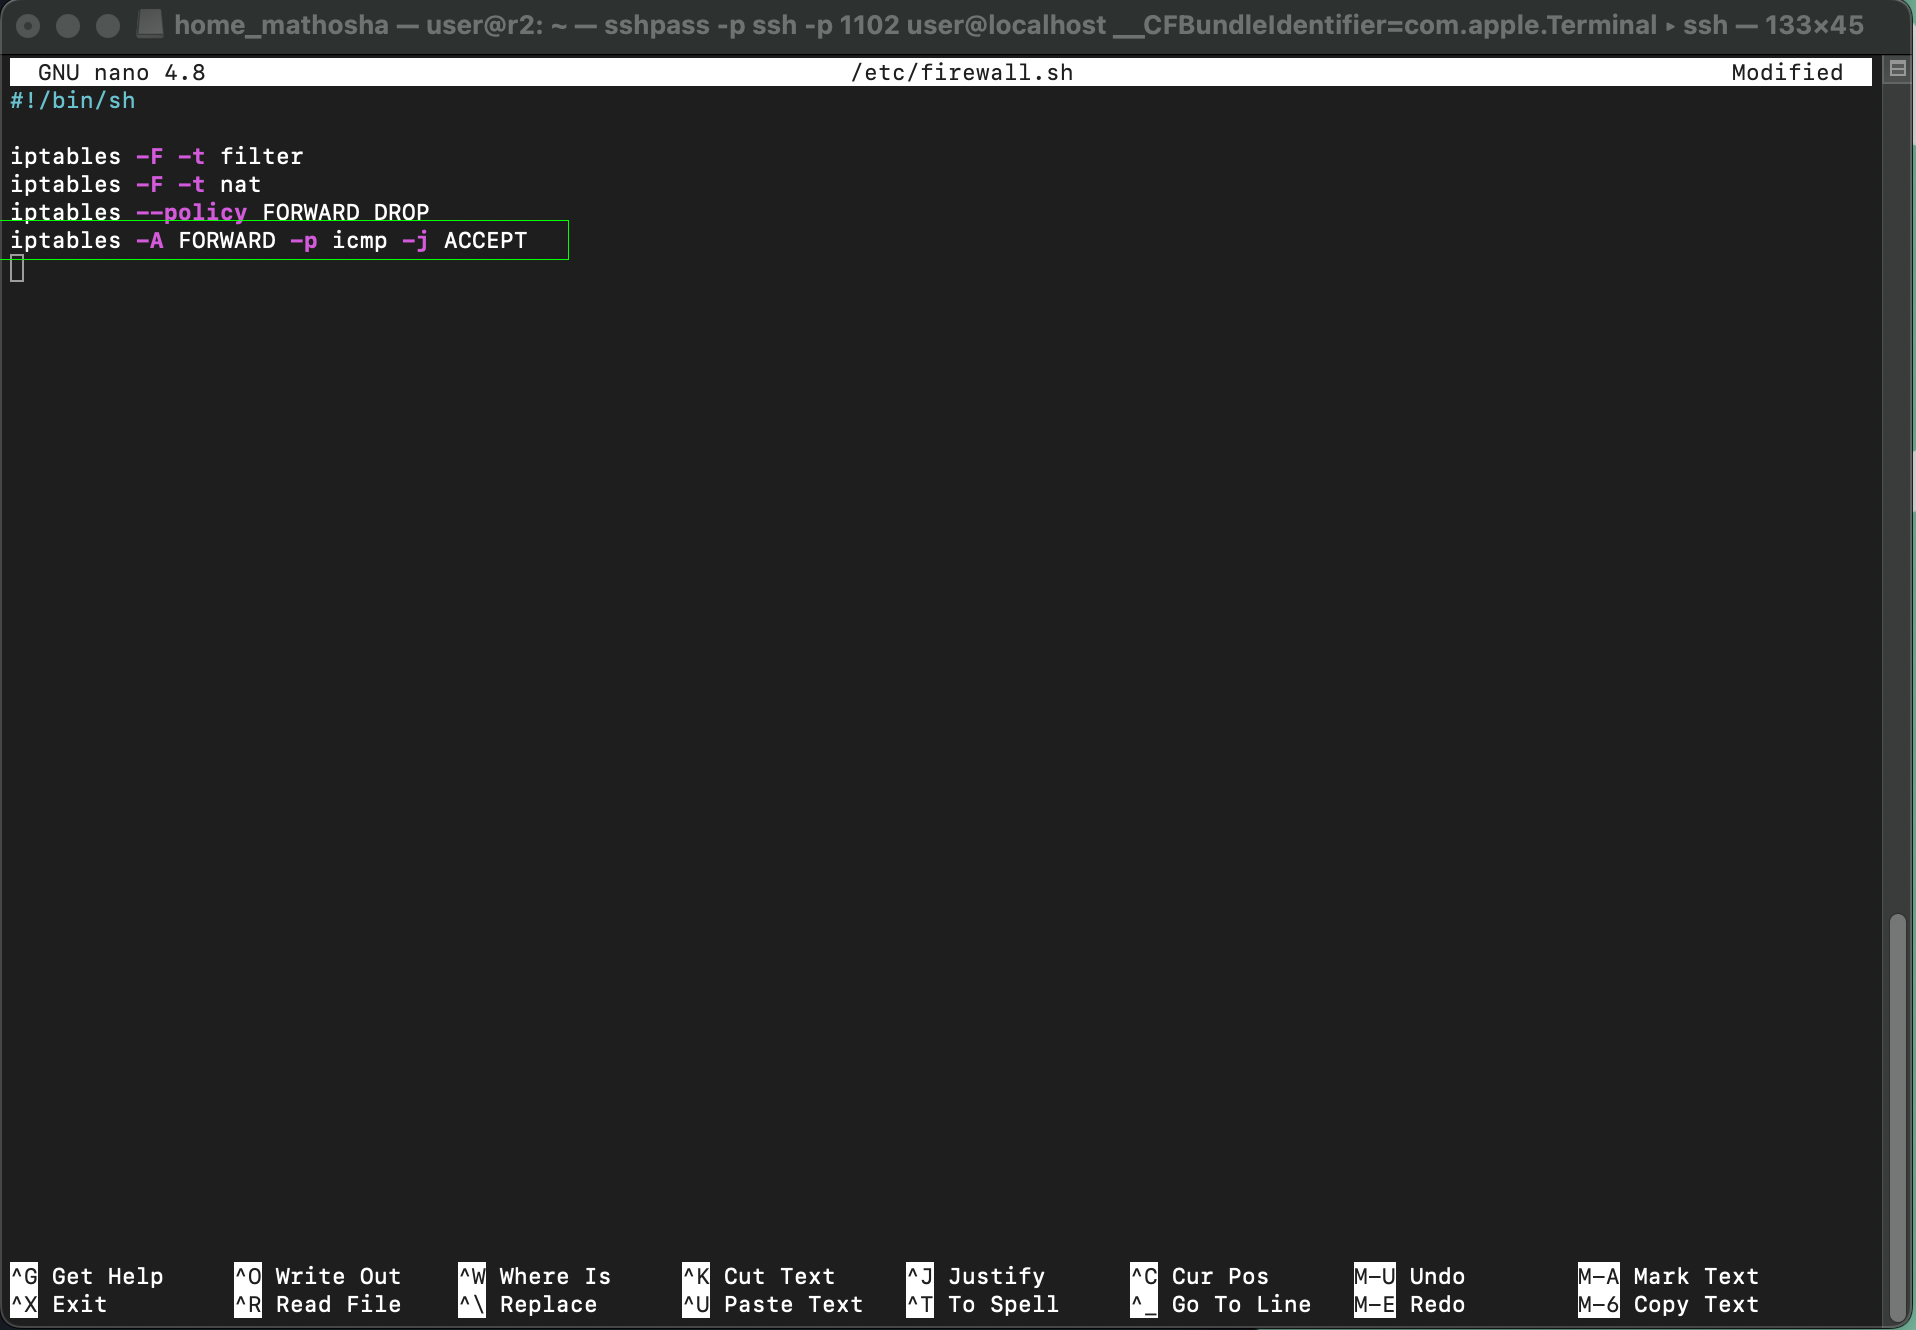 home_mathosha — user@r2: ~ — sshpass -p ssh -p 1102 user@localhost __CFBundleIdentifier=com.apple.Terminal ▸ ssh — 133×45
GNU nano 4.8 /etc/firewall.sh Modified
#!/bin/sh
iptables -F -t filter
iptables -F -t nat
iptables --policy FORWARD DROP
iptables -A FORWARD -p icmp -j ACCEPT
^G Get Help ^O Write Out ^W Where Is ^K Cut Text ^J Justify ^C Cur Pos M-U Undo M-A Mark Text
^X Exit ^R Read File ^\ Replace ^U Paste Text ^T To Spell ^_ Go To Line M-E Redo M-6 Copy Text